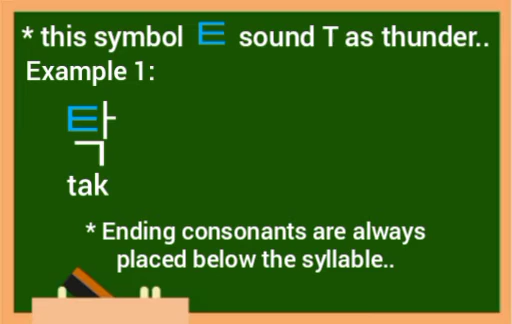 * this symbol ㅌ sound T as thunder..
Example 1:
탁
tak
* Ending consonants are always
placed below the syllable..